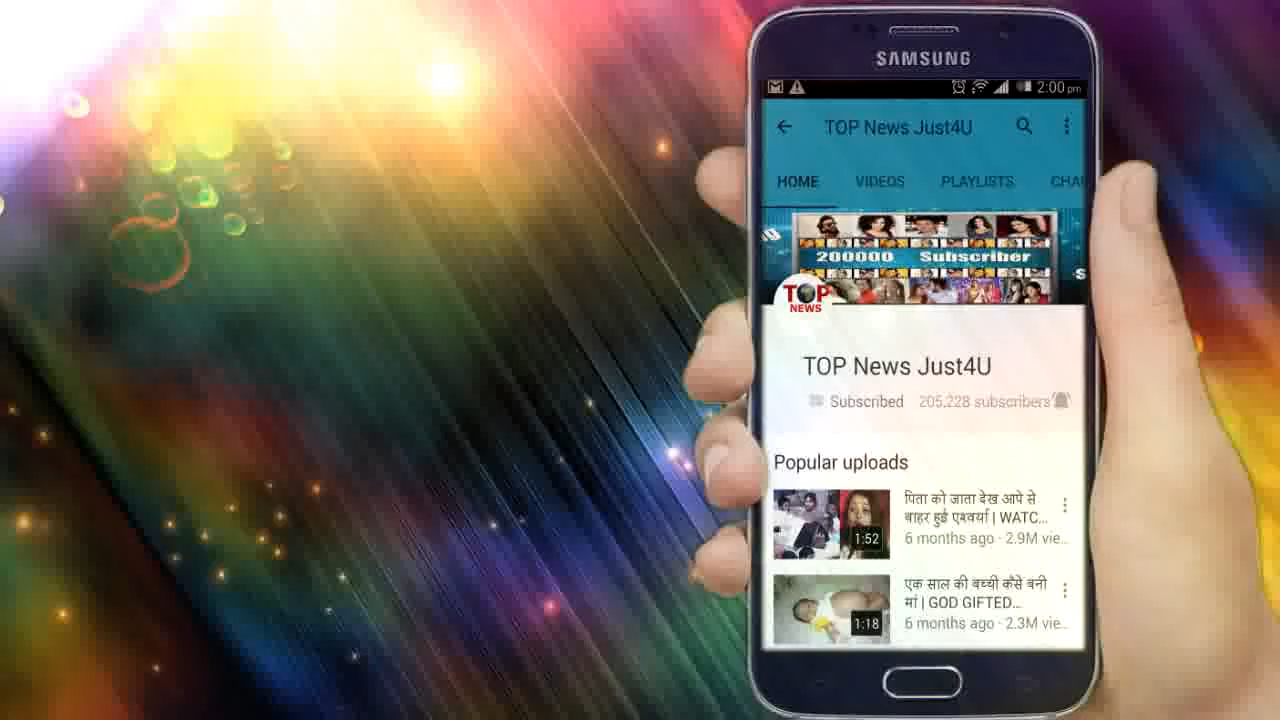 SAMSUNG
2:00 pm
TOP News Just4U
HOME VIDEOS PLAYLISTS CHA
200000 Subscriber
TOP
NEWS
TOP News Just4U
Subscribed 205,228 subscribers
Popular uploads
पिता को जाता देख आपे से
बाहर हुई एश्वर्या | WATC...
6 months ago · 2.9M vie..
1:52
एक साल की बच्ची कैसे बनी
मां | GOD GIFTED...
6 months ago · 2.3M vie..
1:18